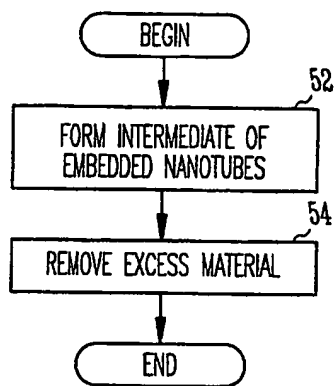 BEGIN
52
FORM INTERMEDIATE OF
EMBEDDED NANOTUBES
54
REMOVE EXCESS MATERIAL
END